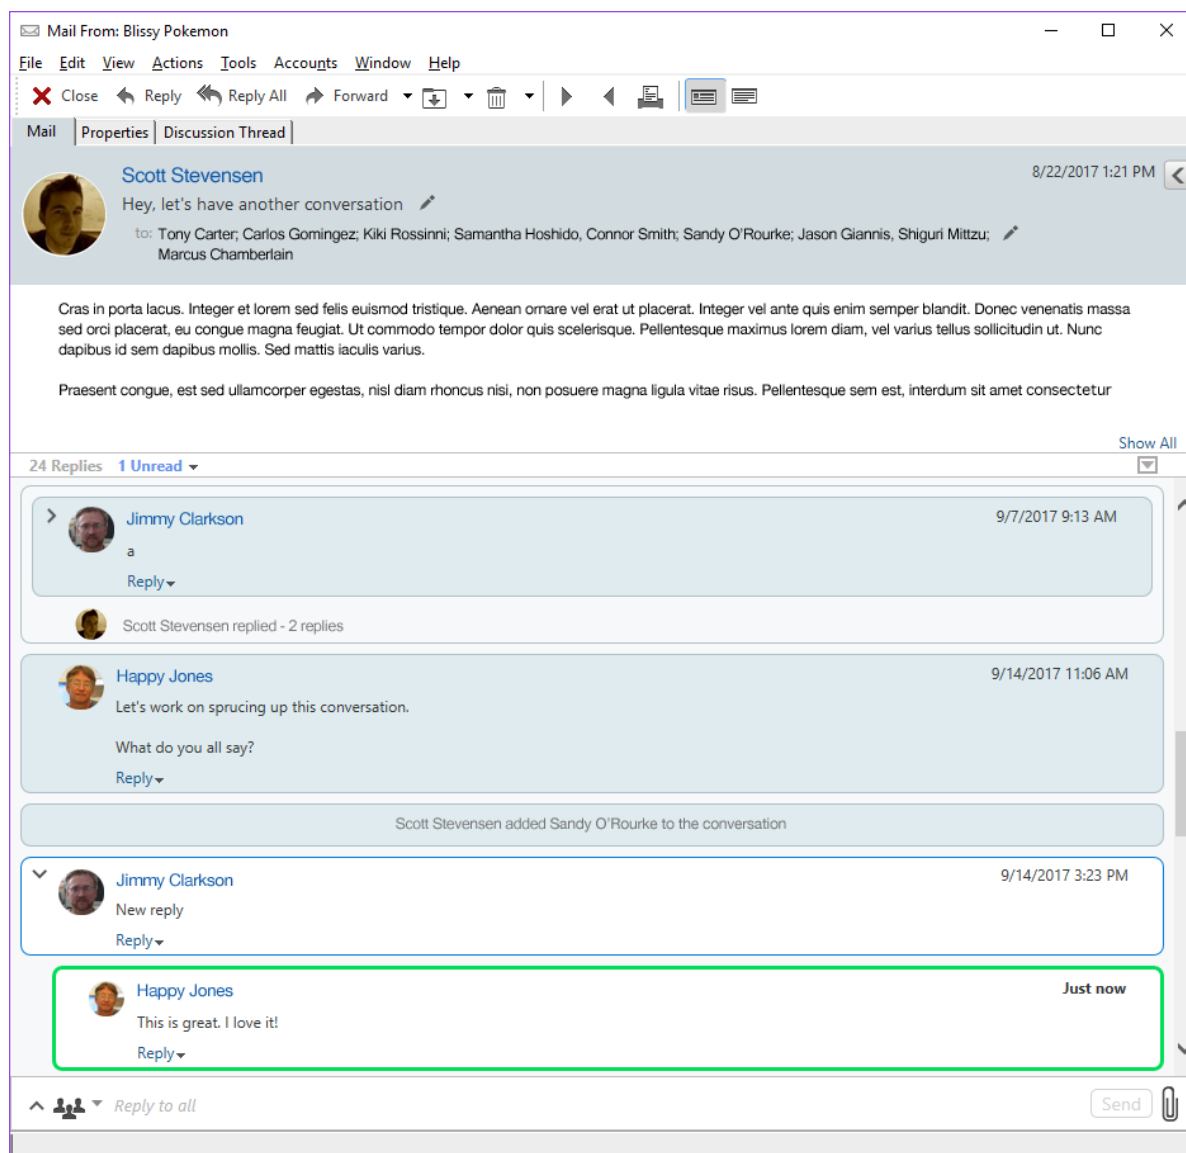 Mail From: Blissy Pokemon
File Edit View Actions Tools Accounts Window Help
Close Reply Reply All Forward
Mail Properties Discussion Thread
Scott Stevensen 8/22/2017 1:21 PM
Hey, let's have another conversation
to: Tony Carter; Carlos Gomingez; Kiki Rossinni; Samantha Hoshido, Connor Smith; Sandy O'Rourke; Jason Giannis, Shiguri Mittzu;
Marcus Chamberlain
Cras in porta lacus. Integer et lorem sed felis euismod tristique. Aenean ornare vel erat ut placerat. Integer vel ante quis enim semper blandit. Donec venenatis massa
sed orci placerat, eu congue magna feugiat. Ut commodo tempor dolor quis scelerisque. Pellentesque maximus lorem diam, vel varius tellus sollicitudin ut. Nunc
dapibus id sem dapibus mollis. Sed mattis iaculis varius.
Praesent congue, est sed ullamcorper egestas, nisl diam rhoncus nisi, non posuere magna ligula vitae risus. Pellentesque sem est, interdum sit amet consectetur
Show All
24 Replies 1 Unread
Jimmy Clarkson 9/7/2017 9:13 AM
a
Reply
Scott Stevensen replied - 2 replies
Happy Jones 9/14/2017 11:06 AM
Let's work on sprucing up this conversation.
What do you all say?
Reply
Scott Stevensen added Sandy O'Rourke to the conversation
Jimmy Clarkson 9/14/2017 3:23 PM
New reply
Reply
Happy Jones Just now
This is great. I love it!
Reply
Reply to all Send